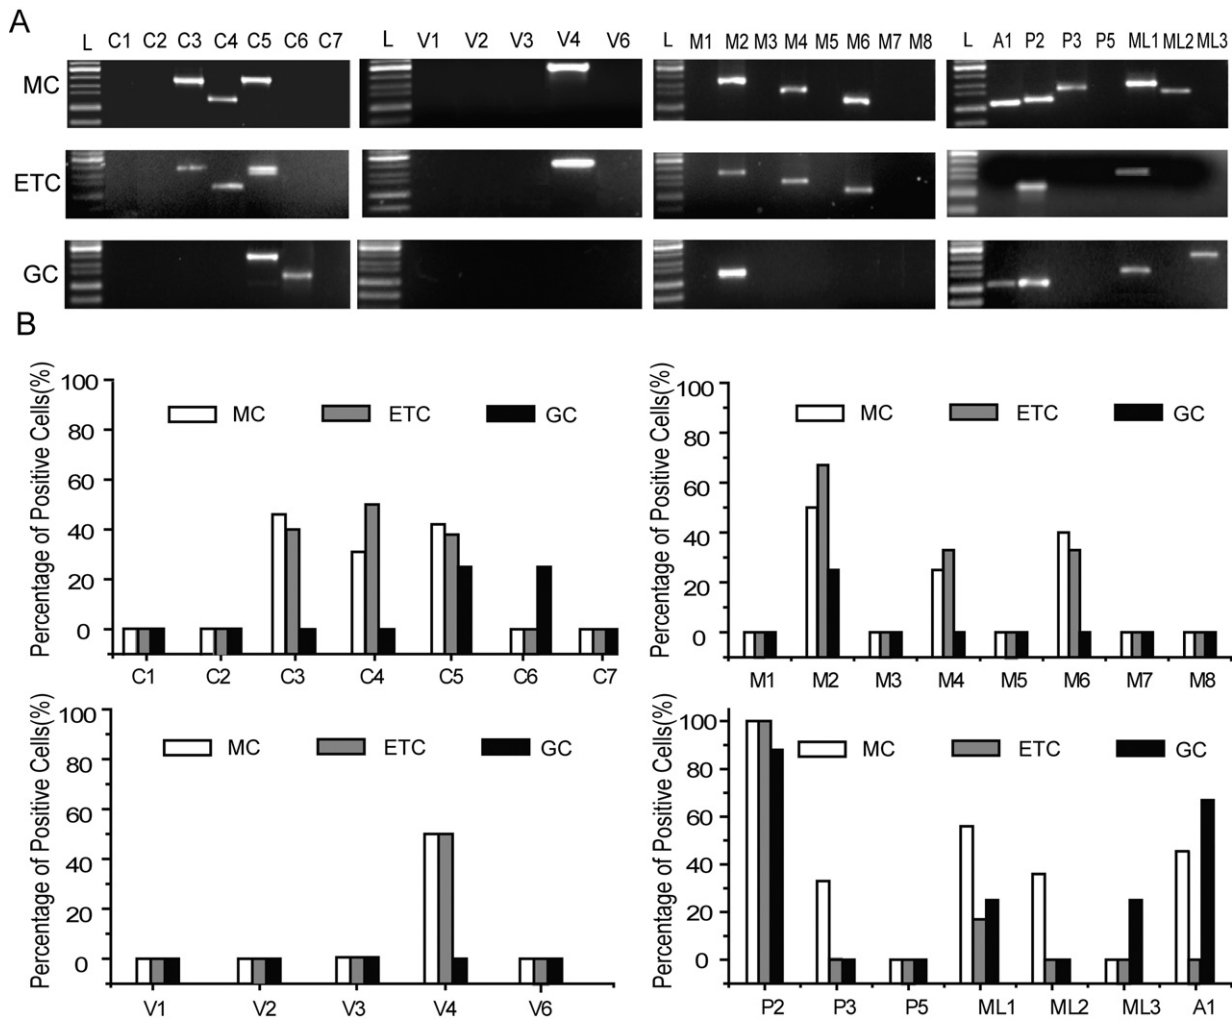 A
L C1 C2 C3 C4 C5 C6 C7
L V1 V2 V3 V4 V6
L M1 M2 M3 M4 M5 M6 M7 M8
L A1 P2 P3 P5 ML1 ML2 ML3
MC
ETC
GC
B
Percentage of Positive Cells(%)
100
80
60
40
20
0
MC ETC GC
C1 C2 C3 C4 C5 C6 C7
Percentage of Positive Cells(%)
100
80
60
40
20
0
MC ETC GC
M1 M2 M3 M4 M5 M6 M7 M8
Percentage of Positive Cells(%)
100
80
60
40
20
0
MC ETC GC
V1 V2 V3 V4 V6
Percentage of Positive Cells(%)
100
80
60
40
20
0
MC ETC GC
P2 P3 P5 ML1 ML2 ML3 A1